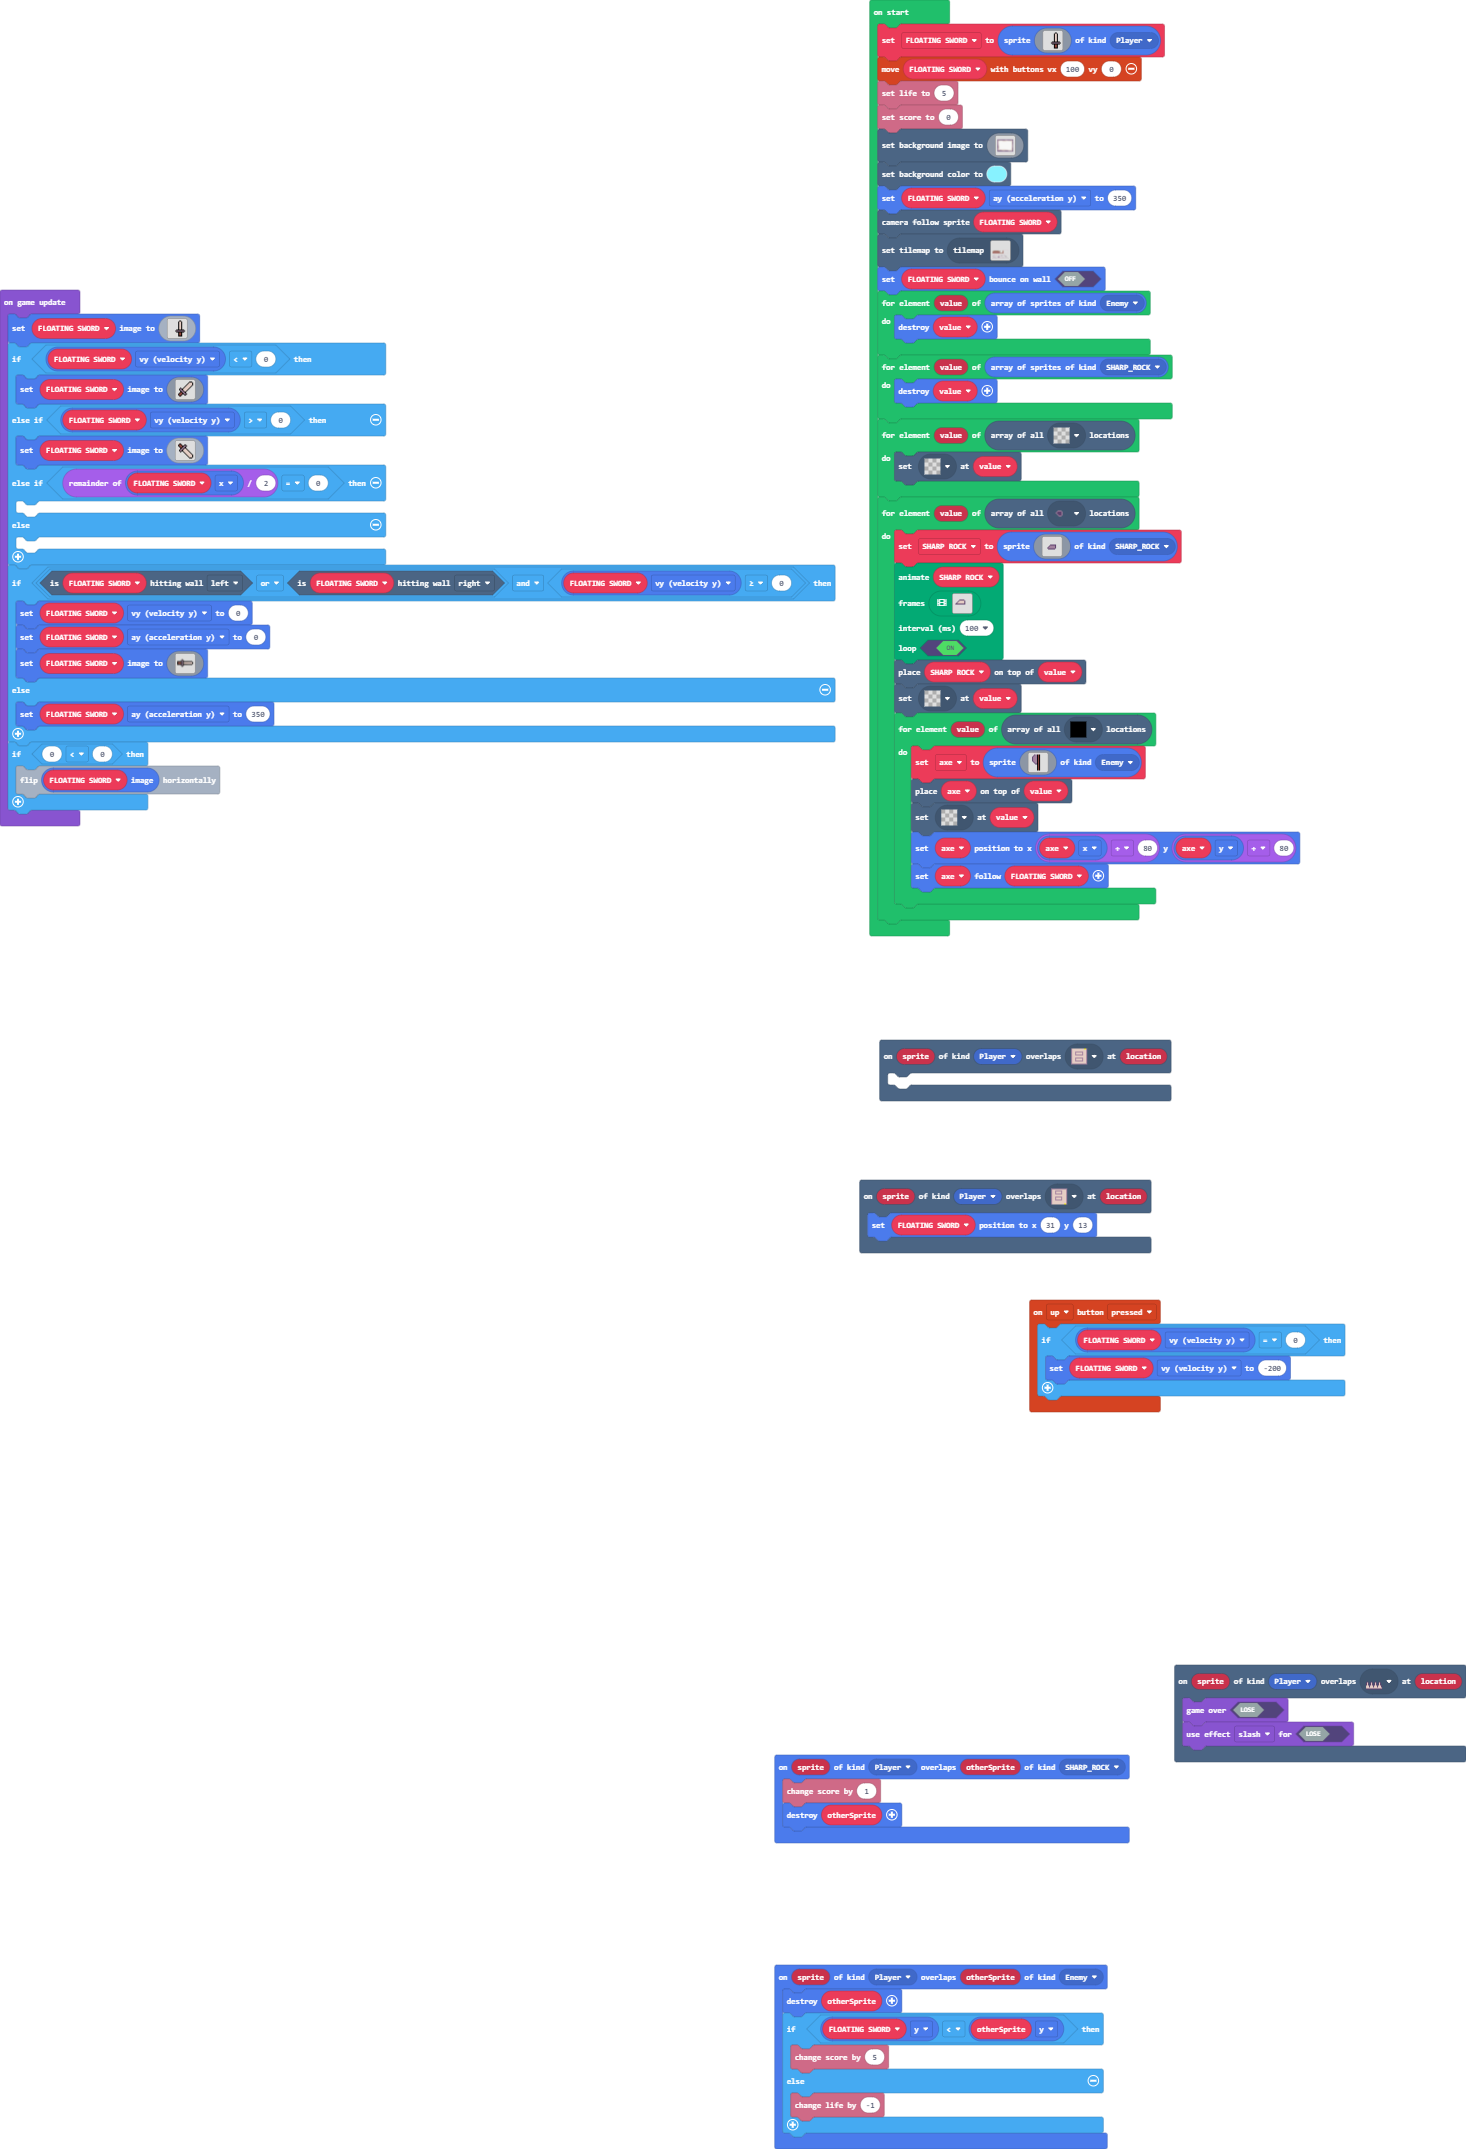 on start
set FLOATING SWORD to sprite of kind Player
move FLOATING SWORD with buttons vx 100 vy 0
set life to 5
set score to 0
set background image to
set background color to
set FLOATING SWORD ay (acceleration y) to 350
camera follow sprite FLOATING SWORD
set tilemap to tilemap
set FLOATING SWORD bounce on wall OFF
for element value of array of sprites of kind Enemy
do destroy value
for element value of array of sprites of kind SHARP_ROCK
do destroy value
for element value of array of all locations
do set at value
for element value of array of all locations
do set SHARP ROCK to sprite of kind SHARP_ROCK
animate SHARP ROCK
frames
interval (ms) 100
loop ON
place SHARP ROCK on top of value
set at value
for element value of array of all locations
do set axe to sprite of kind Enemy
place axe on top of value
set at value
set axe position to x axe x + 80 y axe y + 80
set axe follow FLOATING SWORD
on game update
set FLOATING SWORD image to
if FLOATING SWORD vy (velocity y) < 0 then
set FLOATING SWORD image to
else if FLOATING SWORD vy (velocity y) > 0 then
set FLOATING SWORD image to
else if remainder of FLOATING SWORD x / 2 = 0 then
else
if is FLOATING SWORD hitting wall left or is FLOATING SWORD hitting wall right and FLOATING SWORD vy (velocity y) ≥ 0 then
set FLOATING SWORD vy (velocity y) to 0
set FLOATING SWORD ay (acceleration y) to 0
set FLOATING SWORD image to
else
set FLOATING SWORD ay (acceleration y) to 350
if 0 < 0 then
flip FLOATING SWORD image horizontally
on sprite of kind Player overlaps at location
on sprite of kind Player overlaps at location
set FLOATING SWORD position to x 31 y 13
on up button pressed
if FLOATING SWORD vy (velocity y) = 0 then
set FLOATING SWORD vy (velocity y) to -200
on sprite of kind Player overlaps at location
game over LOSE
use effect slash for LOSE
on sprite of kind Player overlaps otherSprite of kind SHARP_ROCK
change score by 1
destroy otherSprite
on sprite of kind Player overlaps otherSprite of kind Enemy
destroy otherSprite
if FLOATING SWORD y < otherSprite y then
change score by 5
else
change life by -1